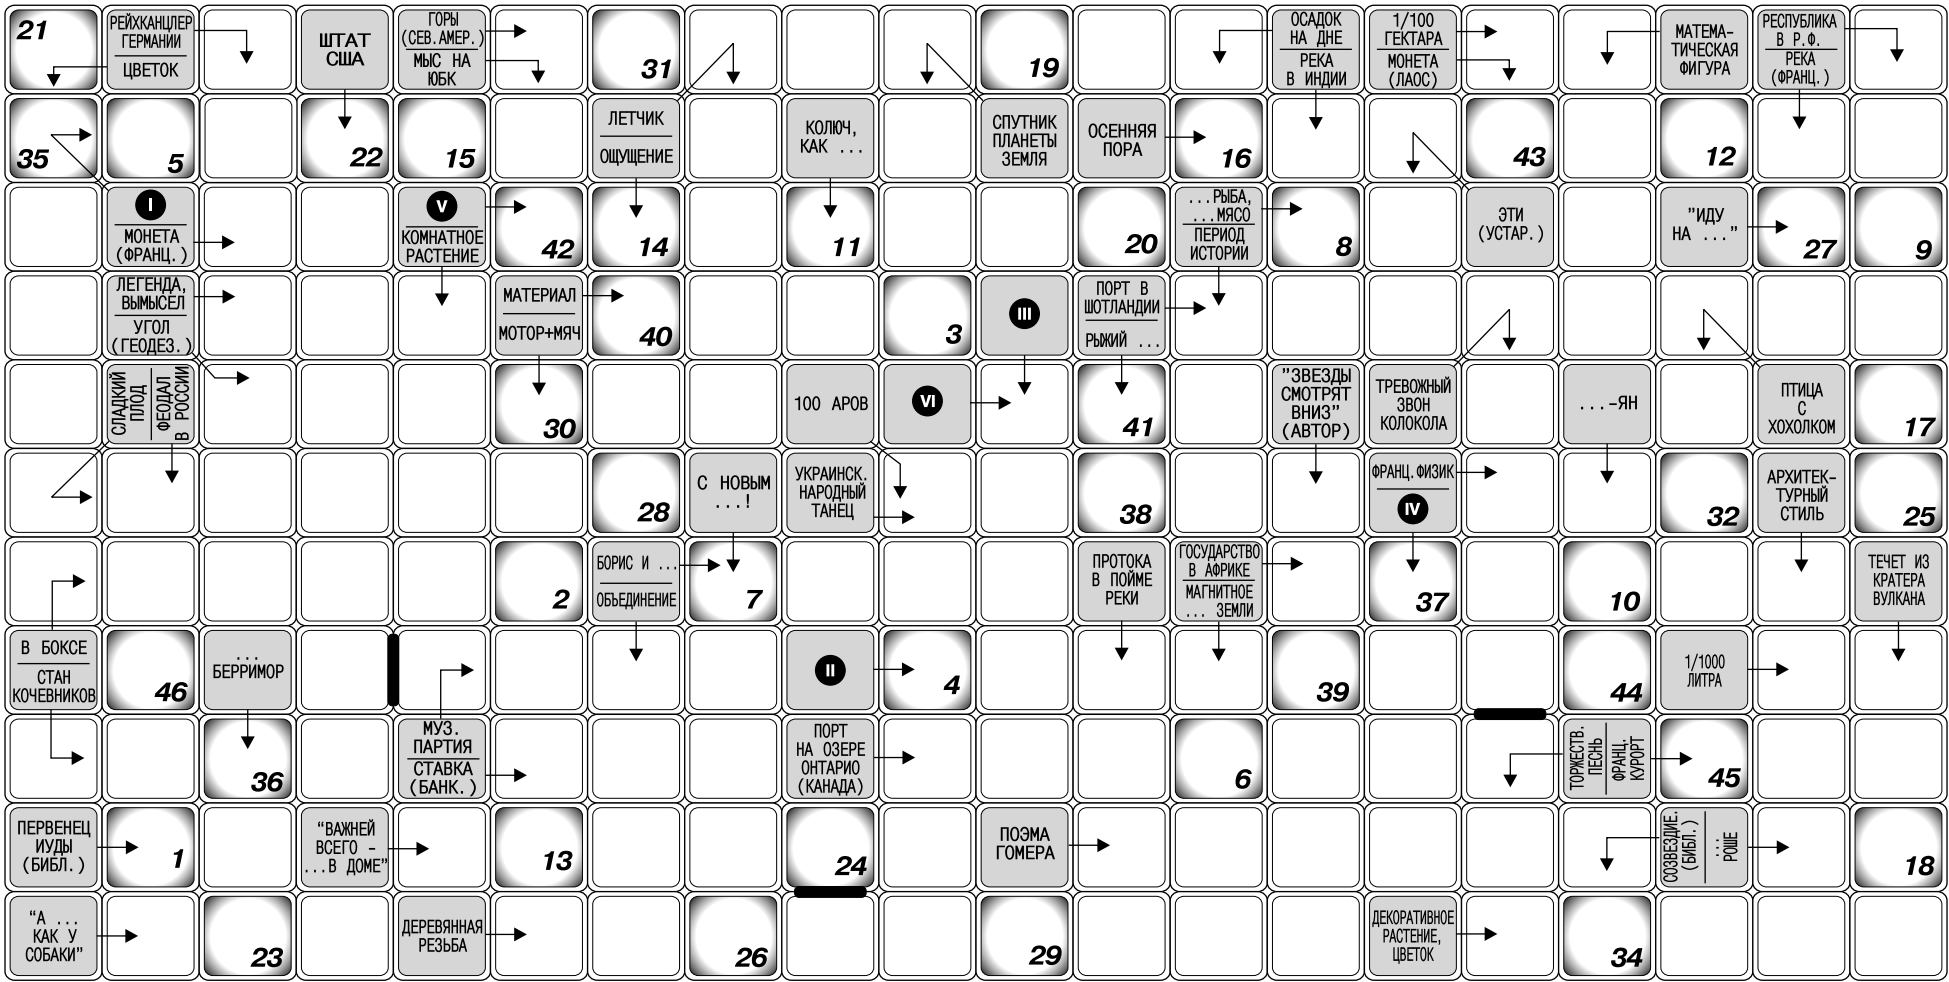 21
РЕЙХКАНЦЛЕР
ГЕРМАНИИ
ЦВЕТОК
ШТАТ
США
ГОРЫ
(СЕВ.АМЕР.)
МЫС НА
ЮБК
31
19
ОСАДОК
НА ДНЕ
РЕКА
В ИНДИИ
1/100
ГЕКТАРА
МОНЕТА
(ЛАОС)
МАТЕМА-
ТИЧЕСКАЯ
ФИГУРА
РЕСПУБЛИКА
В Р.Ф.
РЕКА
(ФРАНЦ.)
35
5
22
15
ЛЕТЧИК
ОЩУЩЕНИЕ
КОЛЮЧ,
КАК ...
СПУТНИК
ПЛАНЕТЫ
ЗЕМЛЯ
ОСЕННЯЯ
ПОРА
16
43
12
I
МОНЕТА
(ФРАНЦ.)
V
КОМНАТНОЕ
РАСТЕНИЕ
42
14
11
20
...РЫБА,
...МЯСО
ПЕРИОД
ИСТОРИИ
8
ЭТИ
(УСТАР.)
"ИДУ
НА ..."
27
9
ЛЕГЕНДА,
ВЫМЫСЕЛ
УГОЛ
(ГЕОДЕЗ.)
МАТЕРИАЛ
МОТОР+МЯЧ
40
3
III
ПОРТ В
ШОТЛАНДИИ
РЫЖИЙ ...
СЛАДКИЙ
ПЛОД
ФЕОДАЛ
В РОССИИ
30
100 АРОВ
VI
41
"ЗВЕЗДЫ
СМОТРЯТ
ВНИЗ"
(АВТОР)
ТРЕВОЖНЫЙ
ЗВОН
КОЛОКОЛА
...-ЯН
ПТИЦА
С
ХОХОЛКОМ
17
28
С НОВЫМ
...!
УКРАИНСК.
НАРОДНЫЙ
ТАНЕЦ
38
ФРАНЦ.ФИЗИК
IV
32
АРХИТЕК-
ТУРНЫЙ
СТИЛЬ
25
2
БОРИС И ...
ОБЪЕДИНЕНИЕ
7
ПРОТОКА
В ПОЙМЕ
РЕКИ
ГОСУДАРСТВО
В АФРИКЕ
МАГНИТНОЕ
... ЗЕМЛИ
37
10
ТЕЧЕТ ИЗ
КРАТЕРА
ВУЛКАНА
В БОКСЕ
СТАН
КОЧЕВНИКОВ
46
...
БЕРРИМОР
II
4
39
44
1/1000
ЛИТРА
36
МУЗ.
ПАРТИЯ
СТАВКА
(БАНК.)
ПОРТ
НА ОЗЕРЕ
ОНТАРИО
(КАНАДА)
6
ТОРЖЕСТВ.
ПЕСНЬ
ФРАНЦ.
КУРОРТ
45
ПЕРВЕНЕЦ
ИУДЫ
(БИБЛ.)
1
"ВАЖНЕЙ
ВСЕГО -
...В ДОМЕ"
13
24
ПОЭМА
ГОМЕРА
СОЗВЕЗДИЕ.
(БИБЛ.)
...
РОШЕ
18
"А ...
КАК У
СОБАКИ"
23
ДЕРЕВЯННАЯ
РЕЗЬБА
26
29
ДЕКОРАТИВНОЕ
РАСТЕНИЕ,
ЦВЕТОК
34